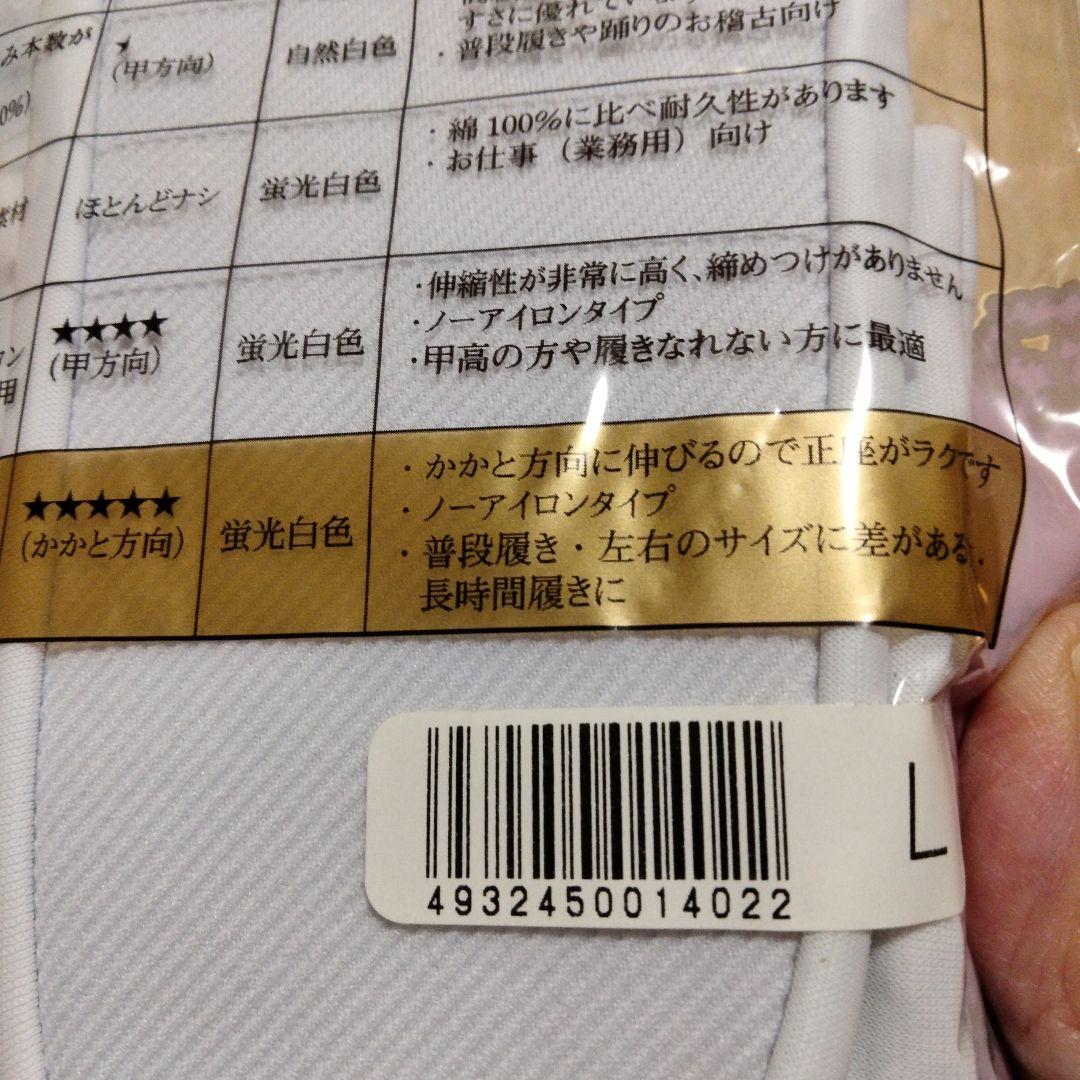 すさに優れています
み本数が
(甲方向)
自然白色
・普段履きや踊りのお稽古向け
0%)
ほとんどナシ
蛍光白色
・綿100%に比べ耐久性があります
・お仕事（業務用）向け
素材
★★★★
(甲方向)
蛍光白色
・伸縮性が非常に高く、締めつけがありません
・ノーアイロンタイプ
・甲高の方や履きなれない方に最適
ロン
用
★★★★★
(かかと方向)
蛍光白色
・かかと方向に伸びるので正座がラクです
・ノーアイロンタイプ
・普段履き・左右のサイズに差がある方、
長時間履きに
L
4932450014022